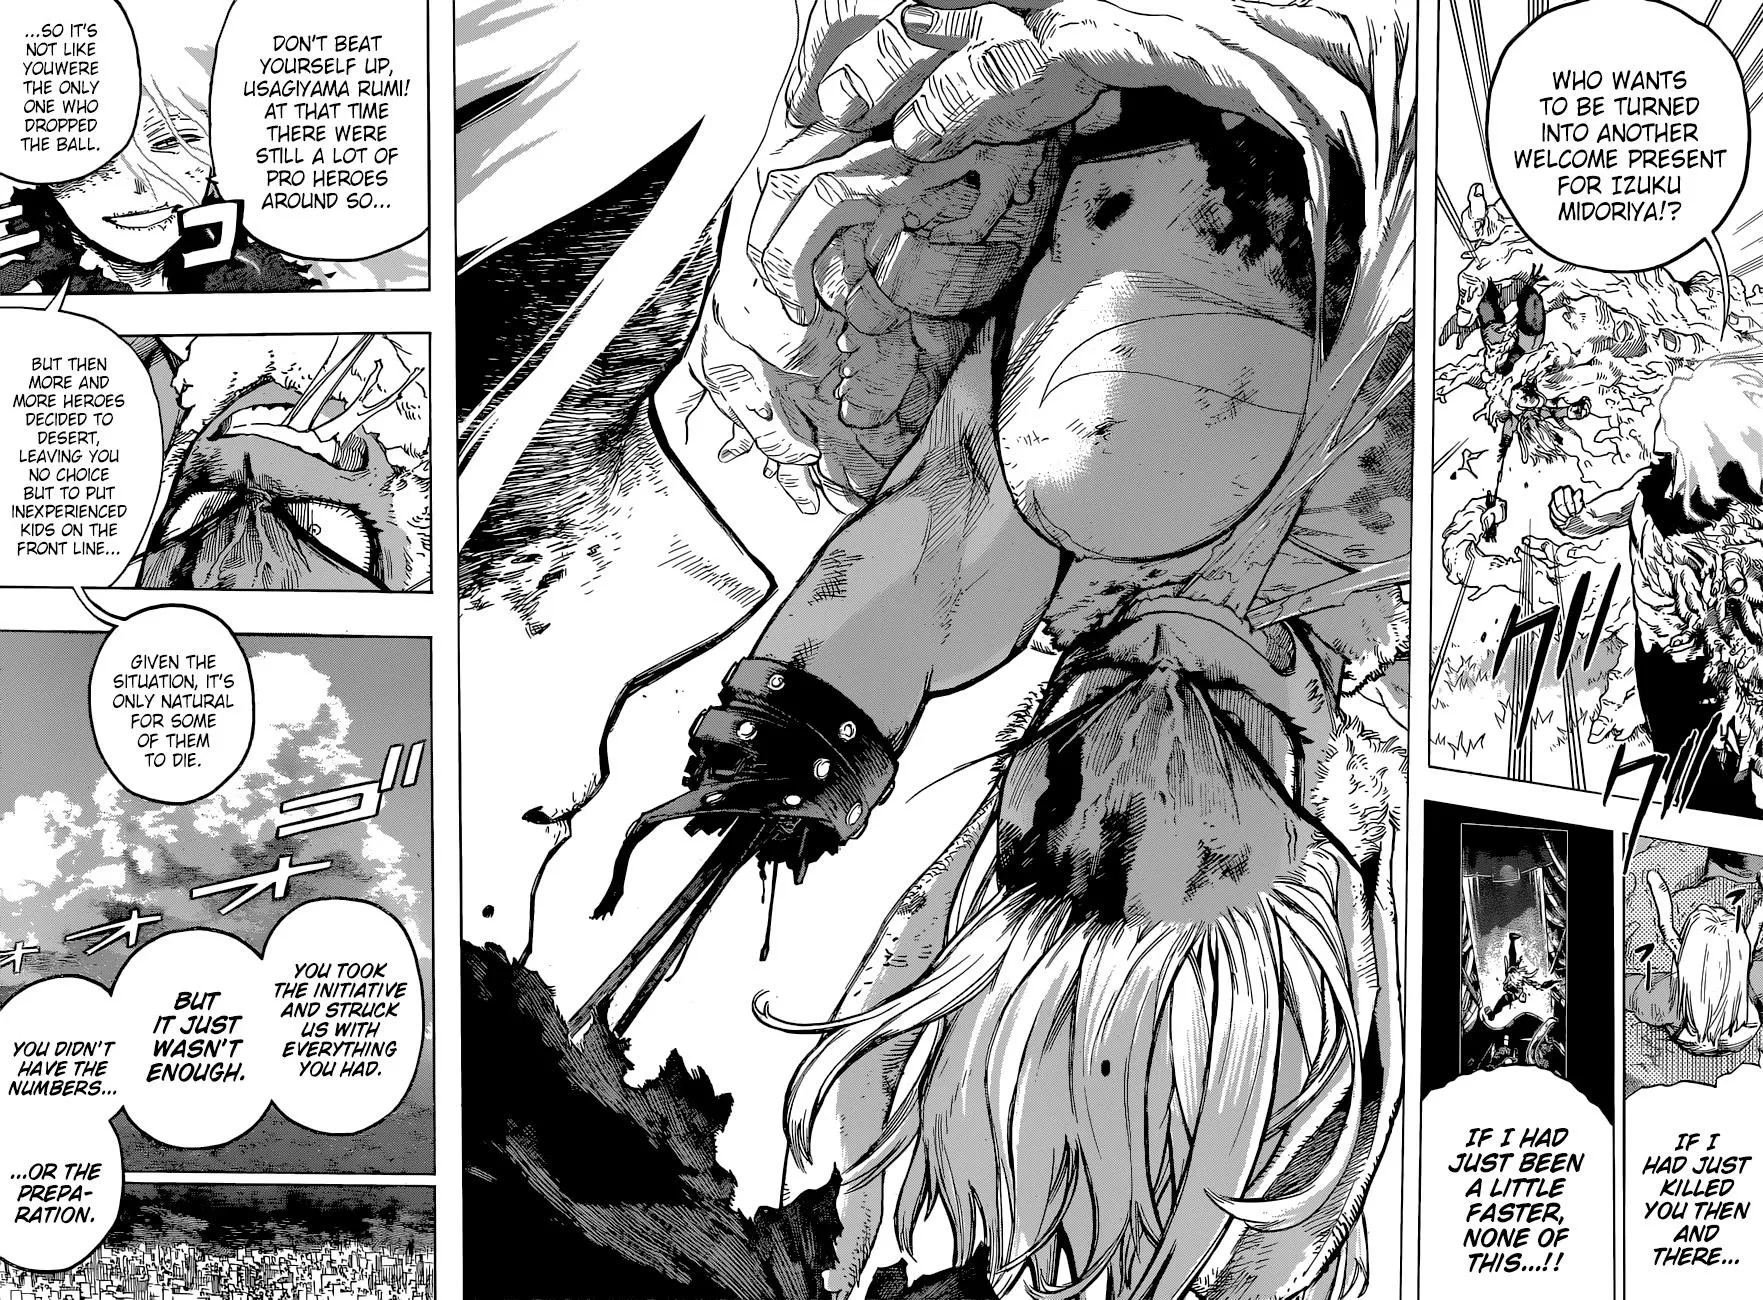 WHO WANTS
TO BE TURNED
INTO ANOTHER
WELCOME PRESENT
FOR IZUKU
MIDORIYA!?
グ
グ
IF I
HAD JUST
KILLED
YOU THEN
AND
THERE...
IF I HAD
JUST BEEN
A LITTLE
FASTER,
NONE OF
THIS...!!
DON'T BEAT
YOURSELF UP,
USAGIYAMA RUMI!
AT THAT TIME
THERE WERE
STILL A LOT OF
PRO HEROES
AROUND SO...
...SO IT'S
NOT LIKE
YOUWERE
THE ONLY
ONE WHO
DROPPED
THE BALL.
BUT THEN
MORE AND
MORE HEROES
DECIDED TO
DESERT,
LEAVING YOU
NO CHOICE
BUT TO PUT
INEXPERIENCED
KIDS ON THE
FRONT LINE...
GIVEN THE
SITUATION, IT'S
ONLY NATURAL
FOR SOME
OF THEM
TO DIE.
YOU TOOK
THE INITIATIVE
AND STRUCK
US WITH
EVERYTHING
YOU HAD.
BUT
IT JUST
WASN'T
ENOUGH.
YOU DIDN'T
HAVE THE
NUMBERS...
...OR THE
PREPA-
RATION.